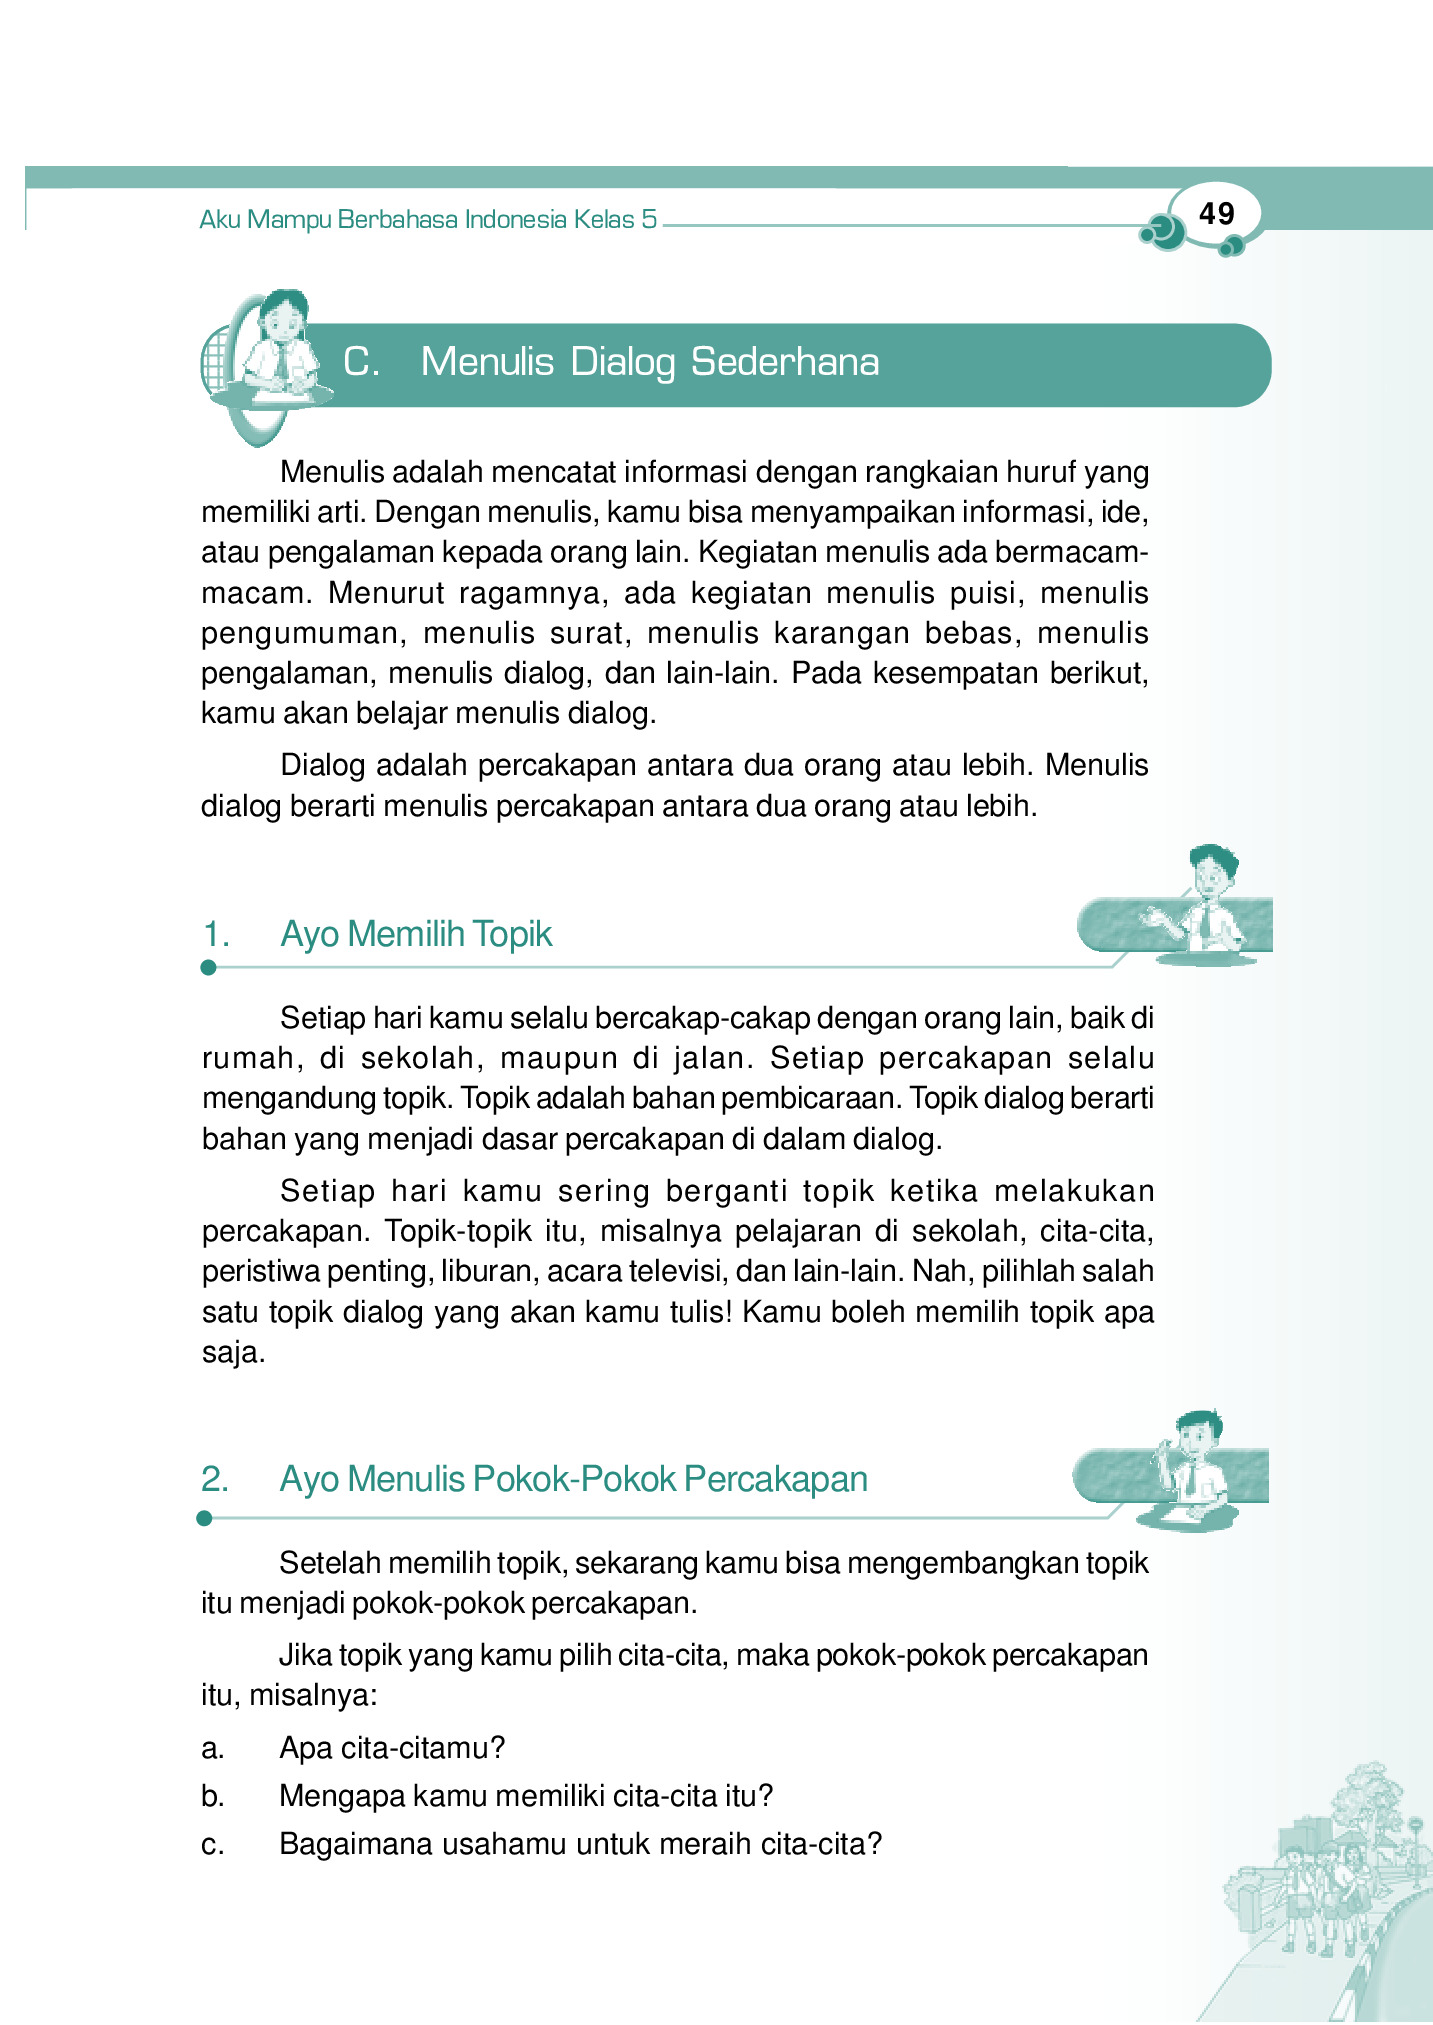 Aku Mampu Berbahasa Indonesia Kelas 5
49
C. Menulis Dialog Sederhana
Menulis adalah mencatat informasi dengan rangkaian huruf yang
memiliki arti. Dengan menulis, kamu bisa menyampaikan informasi, ide,
atau pengalaman kepada orang lain. Kegiatan menulis ada bermacam-
macam. Menurut ragamnya, ada kegiatan menulis puisi, menulis
pengumuman, menulis surat, menulis karangan bebas, menulis
pengalaman, menulis dialog, dan lain-lain. Pada kesempatan berikut,
kamu akan belajar menulis dialog.
Dialog adalah percakapan antara dua orang atau lebih. Menulis
dialog berarti menulis percakapan antara dua orang atau lebih.
1. Ayo Memilih Topik
Setiap hari kamu selalu bercakap-cakap dengan orang lain, baik di
rumah, di sekolah, maupun di jalan. Setiap percakapan selalu
mengandung topik. Topik adalah bahan pembicaraan. Topik dialog berarti
bahan yang menjadi dasar percakapan di dalam dialog.
Setiap hari kamu sering berganti topik ketika melakukan
percakapan. Topik-topik itu, misalnya pelajaran di sekolah, cita-cita,
peristiwa penting, liburan, acara televisi, dan lain-lain. Nah, pilihlah salah
satu topik dialog yang akan kamu tulis! Kamu boleh memilih topik apa
saja.
2. Ayo Menulis Pokok-Pokok Percakapan
Setelah memilih topik, sekarang kamu bisa mengembangkan topik
itu menjadi pokok-pokok percakapan.
Jika topik yang kamu pilih cita-cita, maka pokok-pokok percakapan
itu, misalnya:
a. Apa cita-citamu?
b. Mengapa kamu memiliki cita-cita itu?
c. Bagaimana usahamu untuk meraih cita-cita?